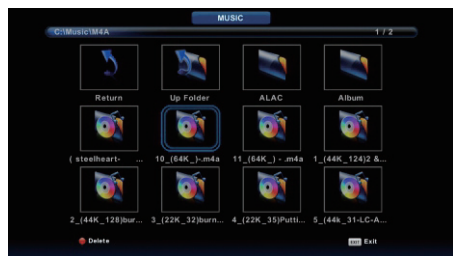 MUSIC
C:\Music\M4A 1 / 2
Return Up Folder ALAC Album
( steelheart- ... 10_(64K_)-.m4a 11_(64K_) - .m4a 1_(44K_124)2 &...
2_(44K_128)bur... 3_(22K_32)burn... 4_(22K_35)Putti... 5_(44k_31-LC-A...
Delete EXIT Exit